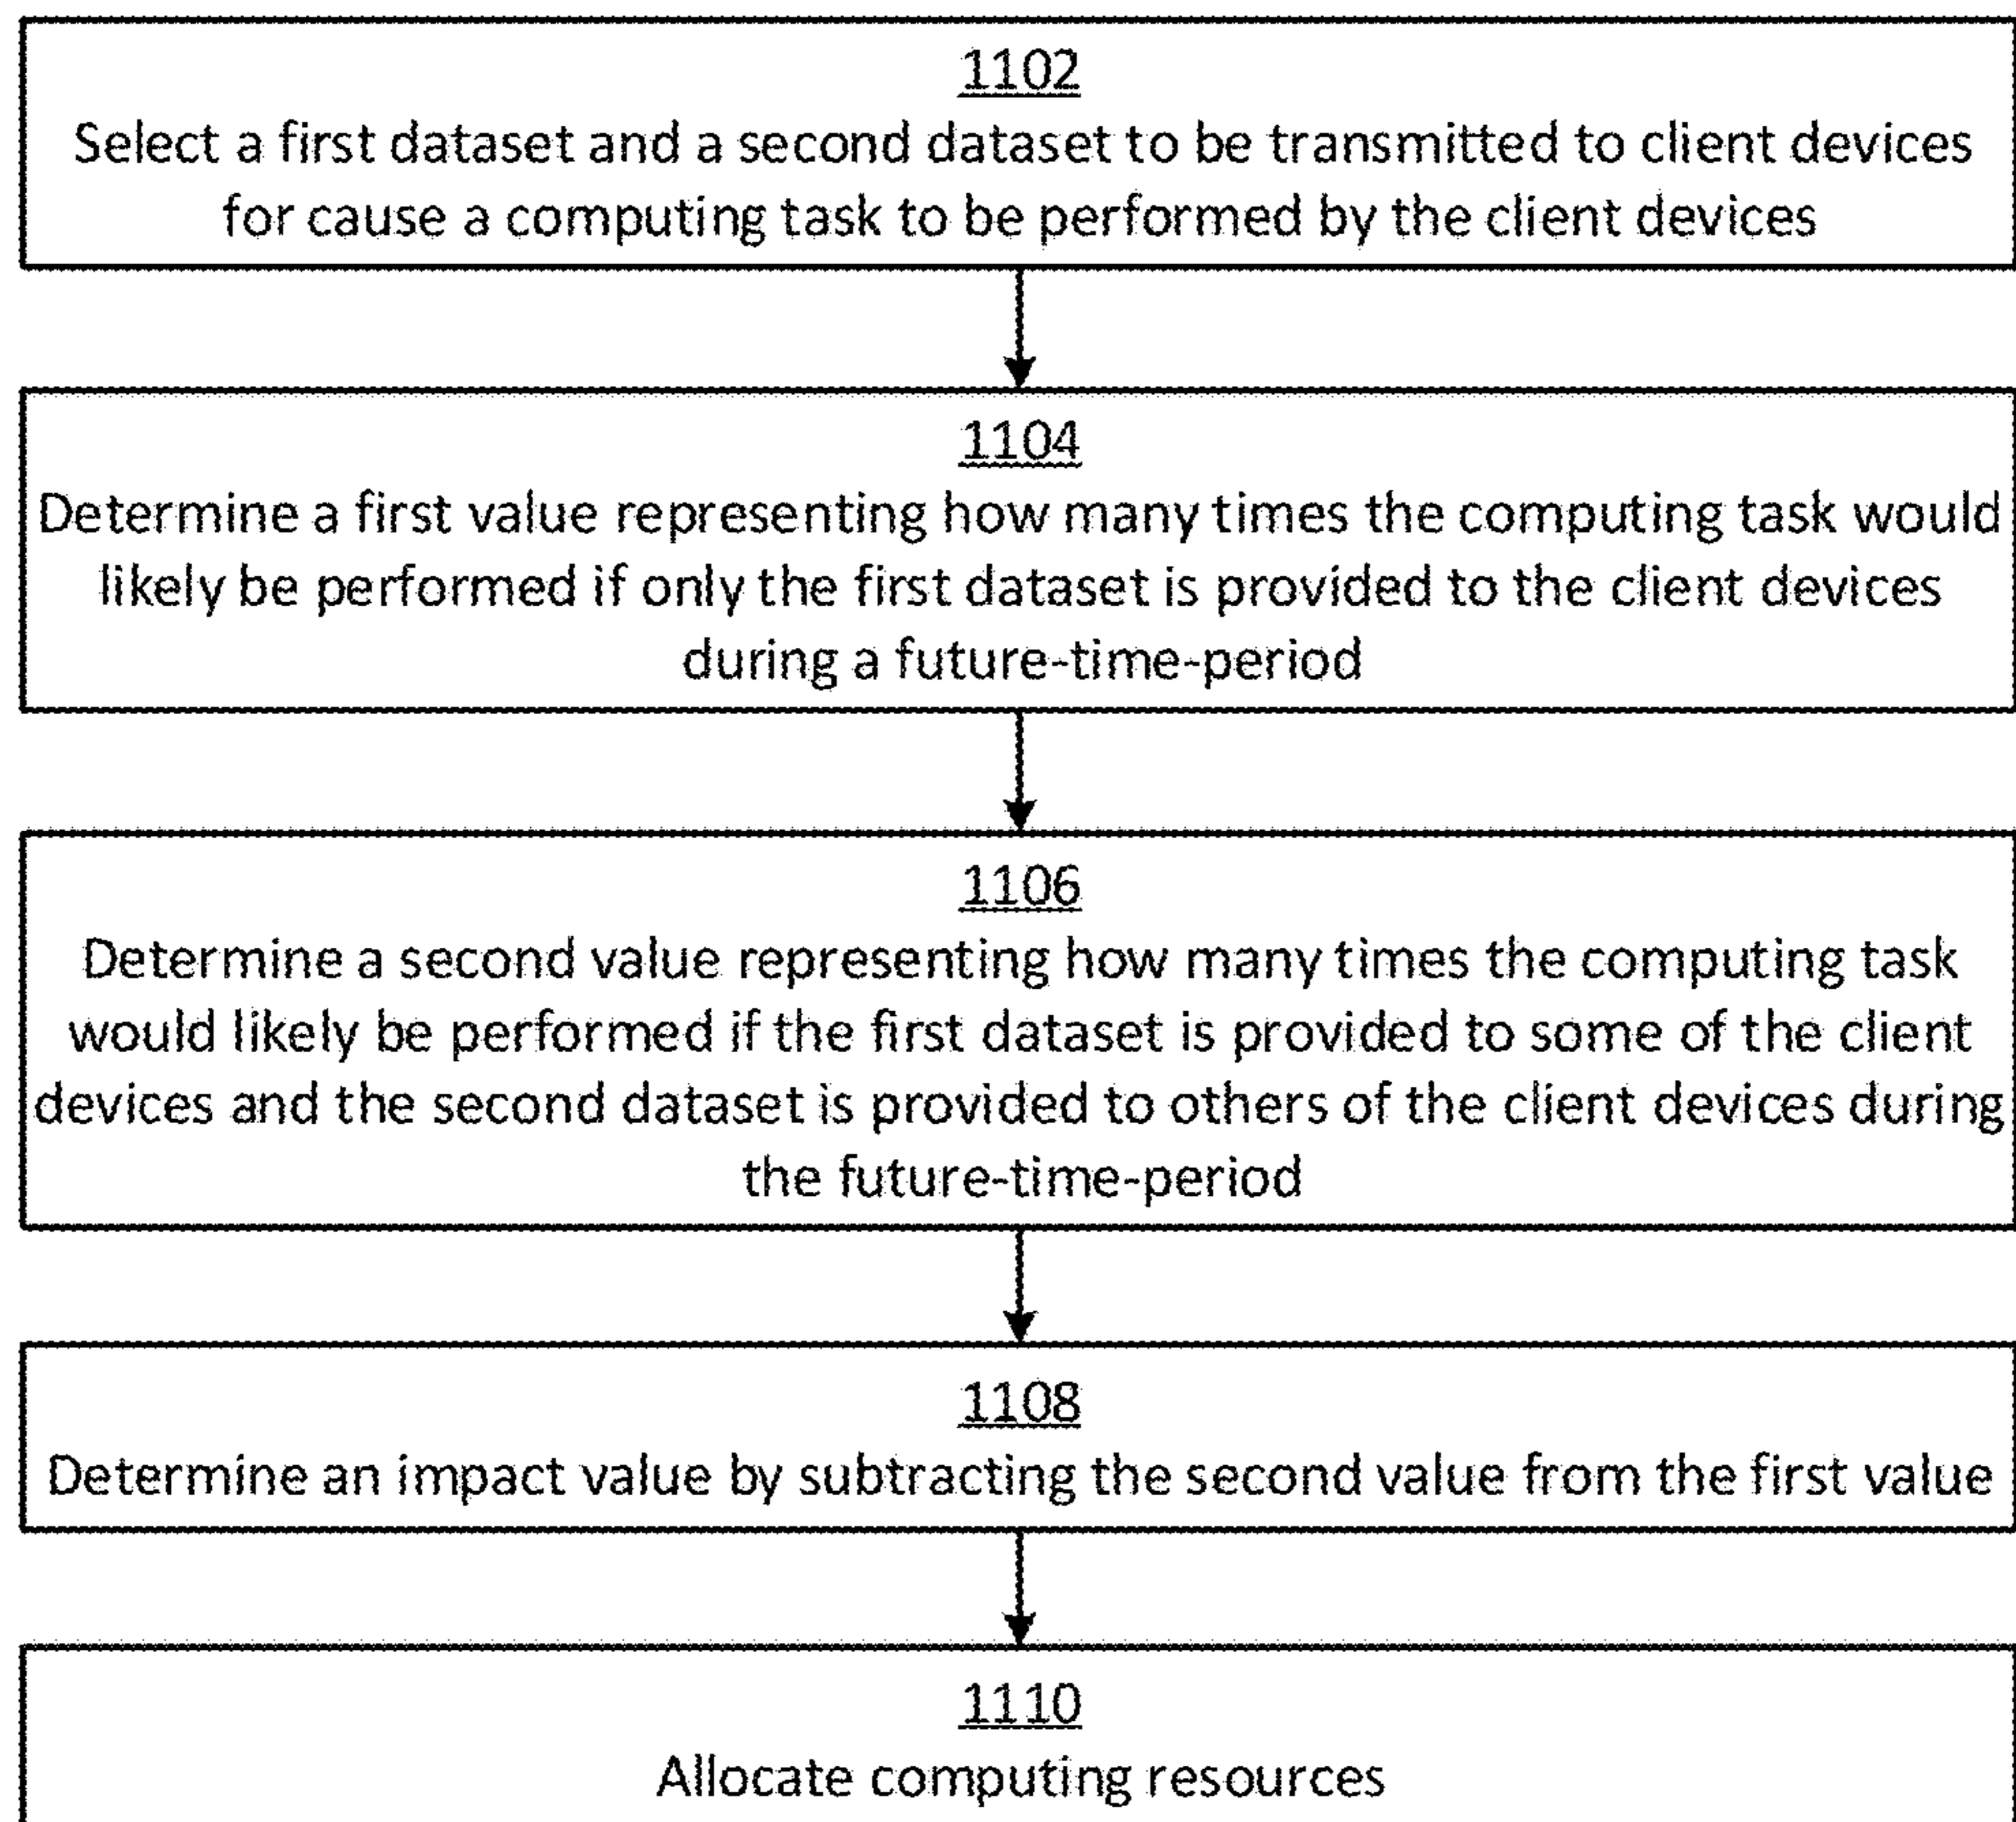 1102
Select a first dataset and a second dataset to be transmitted to client devices
for cause a computing task to be performed by the client devices
1104
Determine a first value representing how many times the computing task would
likely be performed if only the first dataset is provided to the client devices
during a future-time-period
1106
Determine a second value representing how many times the computing task
would likely be performed if the first dataset is provided to some of the client
devices and the second dataset is provided to others of the client devices during
the future-time-period
1108
Determine an impact value by subtracting the second value from the first value
1110
Allocate computing resources